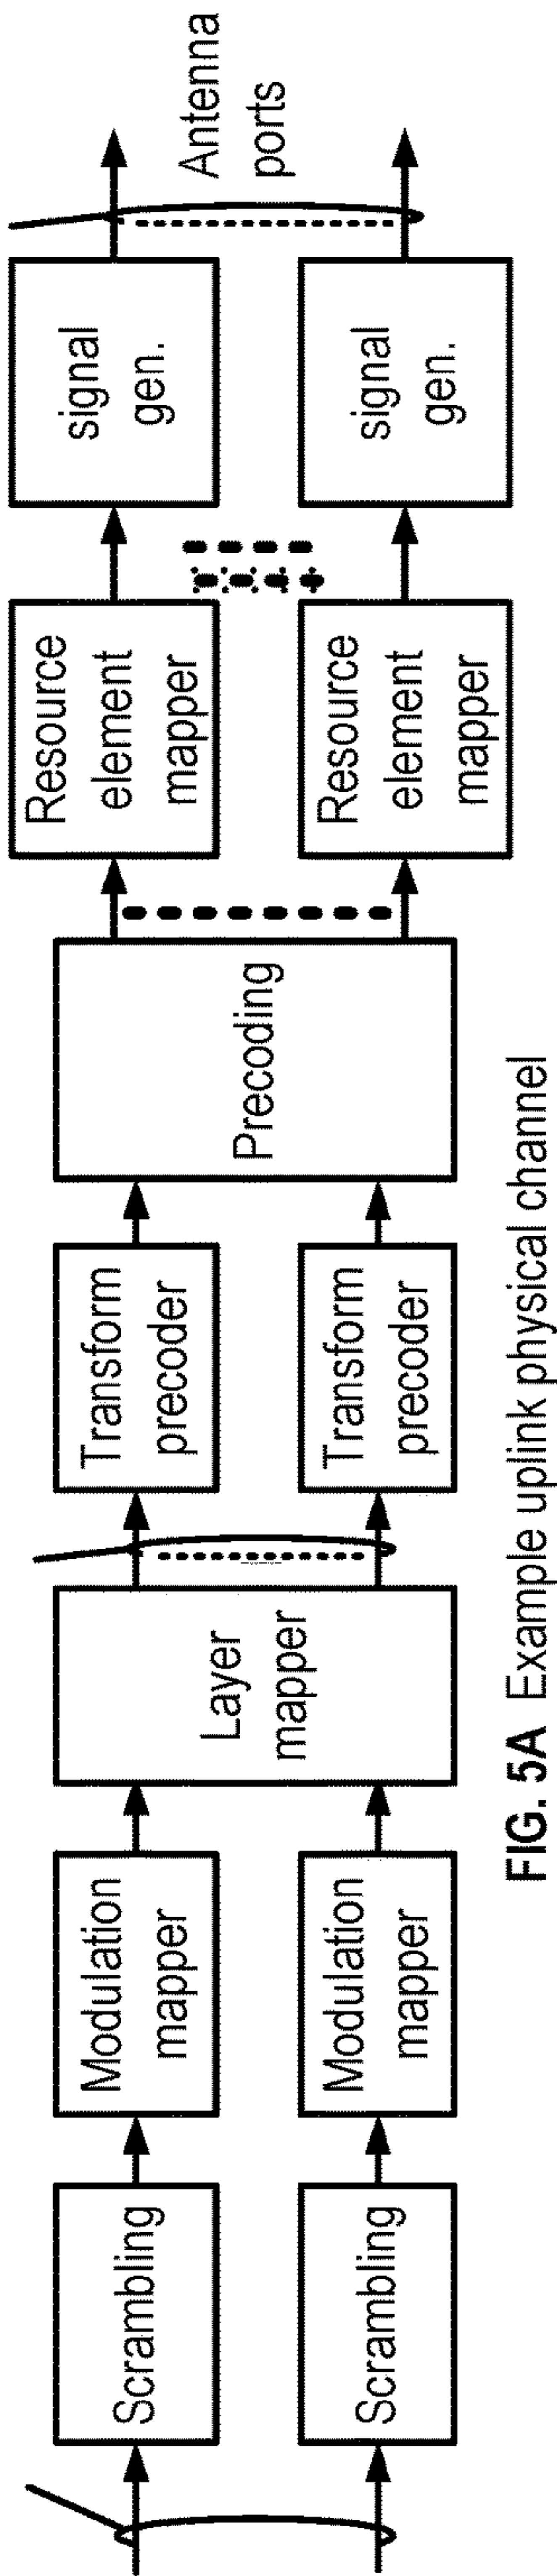 Scrambling
Scrambling
Modulation
mapper
Modulation
mapper
Layer
mapper
Transform
precoder
Transform
precoder
Precoding
Resource
element
mapper
Resource
element
mapper
signal
gen.
signal
gen.
Antenna
ports
FIG. 5A Example uplink physical channel